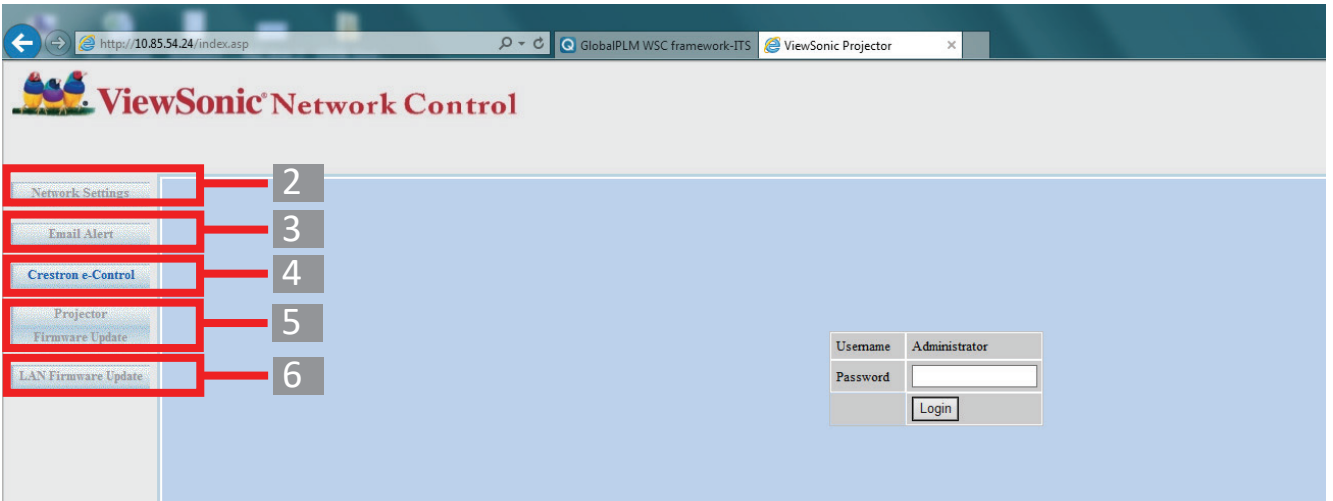 http://10.85.54.24/index.asp
GlobalPLM WSC framework-ITS
ViewSonic Projector
ViewSonic® Network Control
Network Settings
2
Email Alert
3
Crestron e-Control
4
Projector
Firmware Update
5
LAN Firmware Update
6
Username Administrator
Password
Login